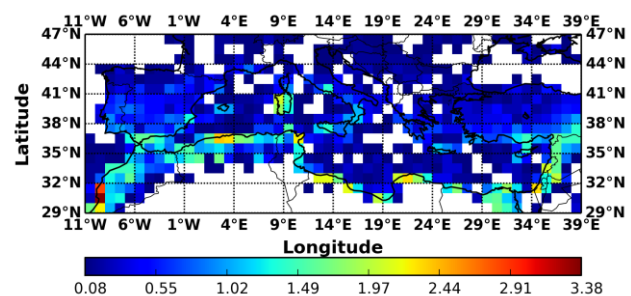 11°W 6°W 1°W 4°E 9°E 14°E 19°E 24°E 29°E 34°E 39°E
47°N 47°N
44°N 44°N
41°N 41°N
38°N 38°N
35°N 35°N
32°N 32°N
29°N 29°N
11°W 6°W 1°W 4°E 9°E 14°E 19°E 24°E 29°E 34°E 39°E
Latitude
Longitude
0.08 0.55 1.02 1.49 1.97 2.44 2.91 3.38